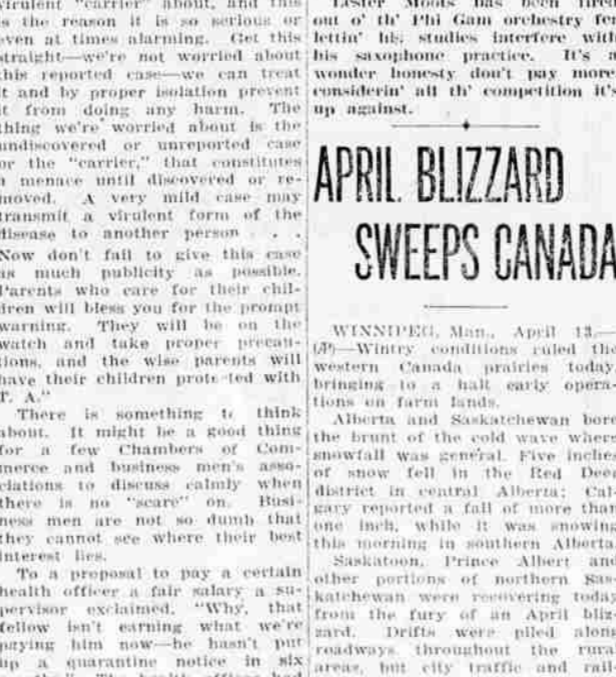 virulent "carrier" about, and this
is the reason it is so serious or
even at times alarming. Get this
straight—we're not worried about
this reported case—we can treat
it and by proper isolation prevent
it from doing any harm. The
thing we're worried about is the
undiscovered or unreported case
or the "carrier," that constitutes
a menace until discovered or re-
moved. A very mild case may
transmit a virulent form of the
disease to another person . . .
Now don't fail to give this case
as much publicity as possible.
Parents who care for their chil-
dren will bless you for the prompt
warning. They will be on the
watch and take proper precau-
tions, and the wise parents will
have their children prote ted with
T. A."
There is something t think
about. It might be a good thing
for a few Chambers of Com-
merce and business men's asso-
ciations to discuss calmly when
there is no "scare" on. Busi-
ness men are not so dumb that
they cannot see where their best
interest lies.
To a proposal to pay a certain
health officer a fair salary a su-
pervisor exclaimed, "Why, that
fellow isn't earning what we're
paying him now—he hasn't put
up a quarantine notice in six
The health officer had
Lester Moots has been fired
out o' th' Phi Gam orchestry fer
lettin' his studies interfere with
his saxophone practice. It's a
wonder honesty don't pay more
considerin' all th' competition it's
up against.
APRIL BLIZZARD
SWEEPS CANADA
WINNIPEG, Man., April 13.—
(AP)—Wintry conditions ruled the
western Canada prairies today,
bringing to a halt early opera-
tions on farm lands.
Alberta and Saskatchewan bore
the brunt of the cold wave where
snowfall was general. Five inches
of snow fell in the Red Deer
district in central Alberta; Cal-
gary reported a fall of more than
one inch, while it was snowing
this morning in southern Alberta.
Saskatoon, Prince Albert and
other portions of northern Sas-
katchewan were recovering today
from the fury of an April bliz-
zard. Drifts were piled along
roadways throughout the rural
areas, but city traffic and rail-